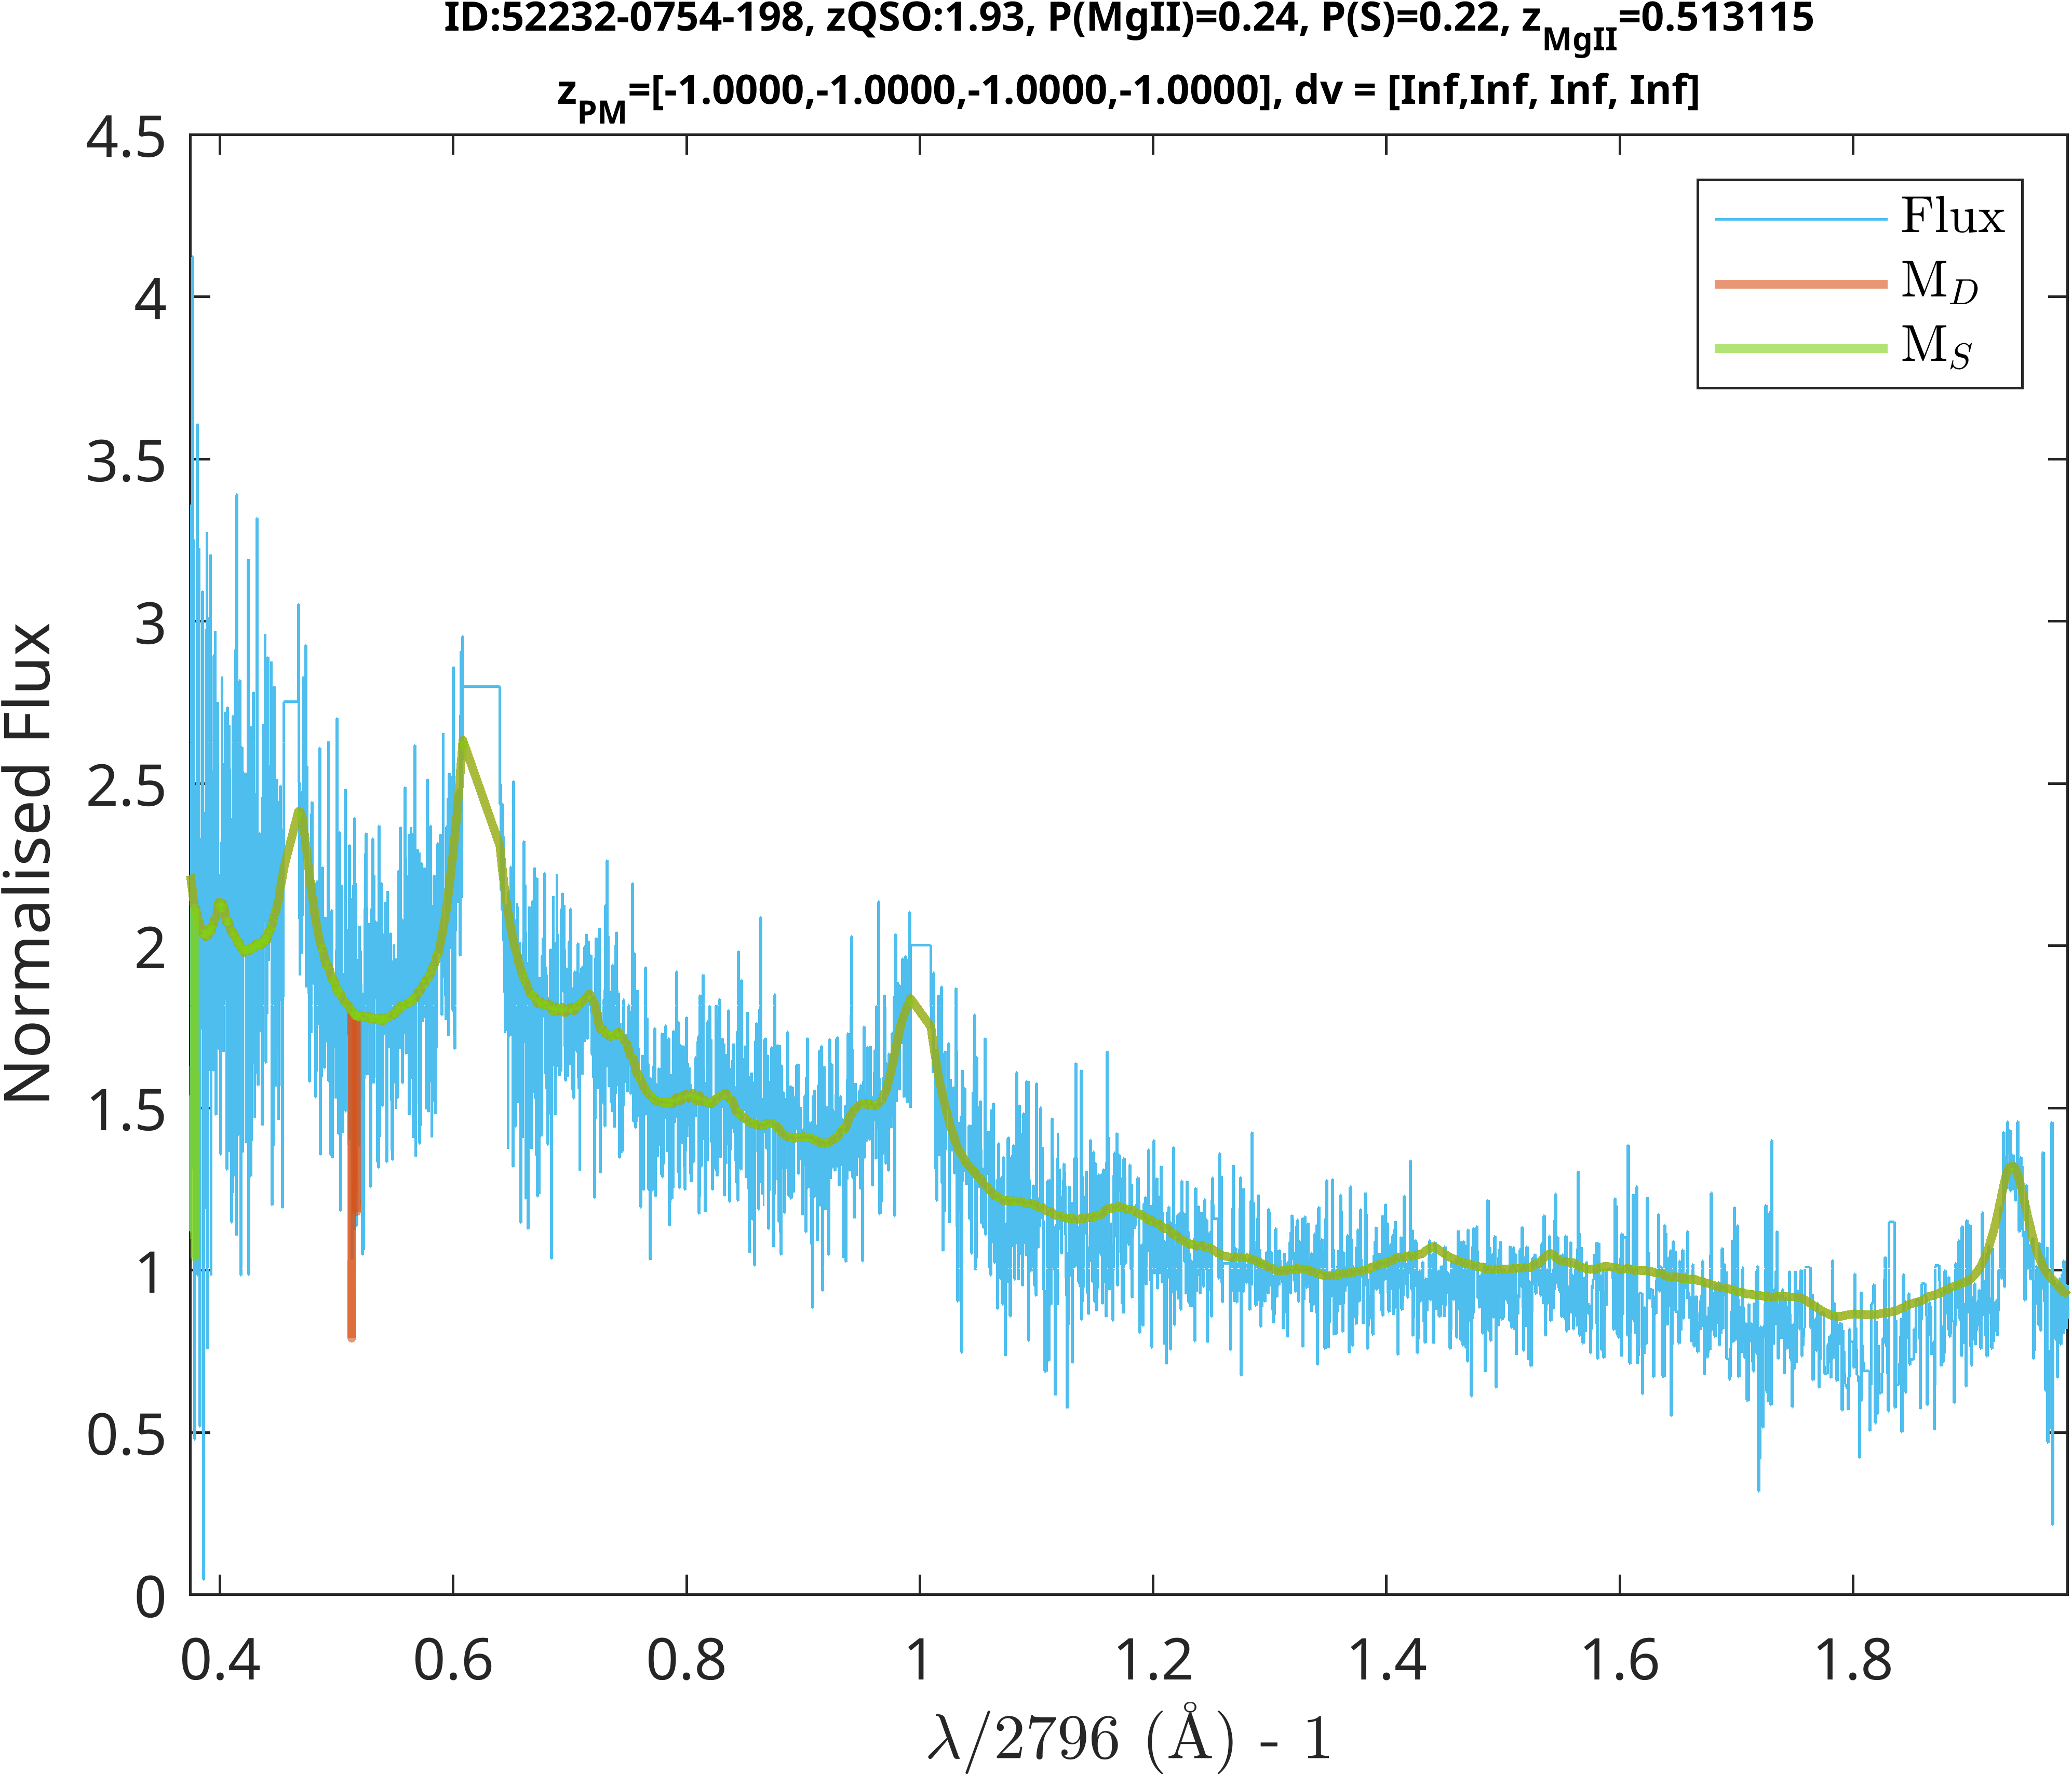 ID:52232-0754-198, zQSO:1.93, P(MgII)=0.24, P(S)=0.22, zMgII=0.513115
zPM=[-1.0000,-1.0000,-1.0000,-1.0000], dv = [Inf,Inf, Inf, Inf]
4.5
4
3.5
3
2.5
2
1.5
1
0.5
0
Normalised Flux
Flux
MD
MS
0.4 0.6 0.8 1 1.2 1.4 1.6 1.8
λ/2796 (Å) - 1